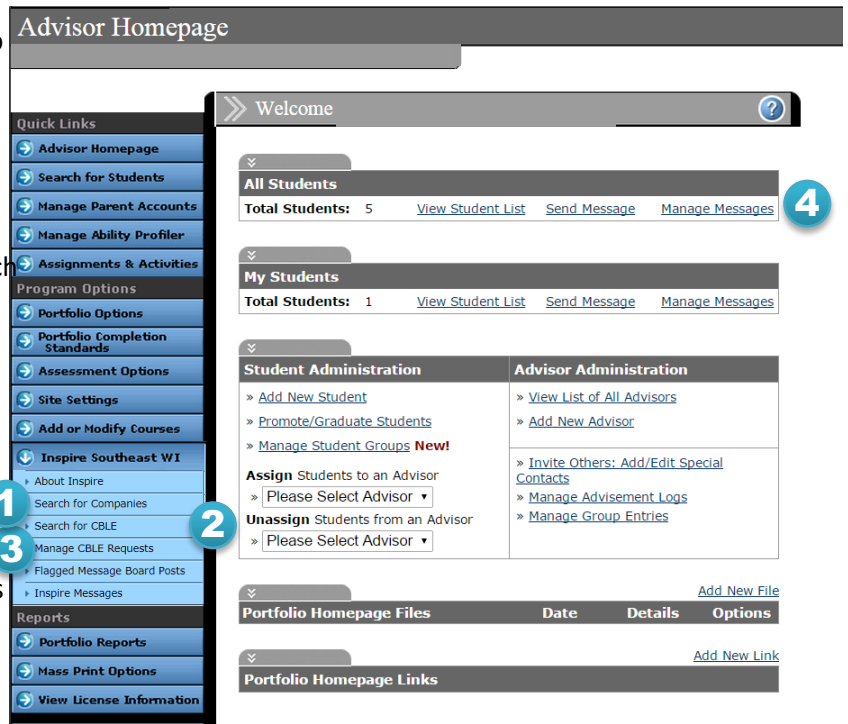 Advisor Homepage
Quick Links
Advisor Homepage
Search for Students
Manage Parent Accounts
Manage Ability Profiler
Assignments & Activities
Program Options
Portfolio Options
Portfolio Completion
Standards
Assessment Options
Site Settings
Add or Modify Courses
Inspire Southeast WI
About Inspire
1
Search for Companies
Search for CBLE
2
3
Manage CBLE Requests
Flagged Message Board Posts
Inspire Messages
Reports
Portfolio Reports
Mass Print Options
View License Information
Welcome
?
All Students
Total Students: 5 View Student List Send Message Manage Messages
4
My Students
Total Students: 1 View Student List Send Message Manage Messages
Student Administration
» Add New Student
» Promote/Graduate Students
» Manage Student Groups New!
Assign Students to an Advisor
» Please Select Advisor
Unassign Students from an Advisor
» Please Select Advisor
Advisor Administration
» View List of All Advisors
» Add New Advisor
» Invite Others: Add/Edit Special
Contacts
» Manage Advisement Logs
» Manage Group Entries
Add New File
Portfolio Homepage Files Date Details Options
Add New Link
Portfolio Homepage Links